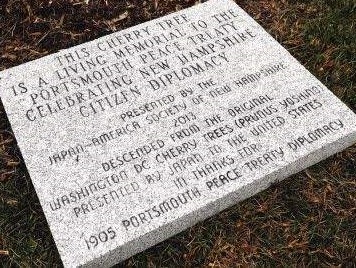 THIS CHERRY TREE
IS A LIVING MEMORIAL TO THE
PORTSMOUTH PEACE TREATY
CELEBRATING NEW HAMPSHIRE
CITIZEN DIPLOMACY
PRESENTED BY THE
JAPAN-AMERICA SOCIETY OF NEW HAMPSHIRE
2013
DESCENDED FROM THE ORIGINAL
WASHINGTON DC CHERRY TREES (PRUNUS YOSHINO)
PRESENTED BY JAPAN TO THE UNITED STATES
IN THANKS FOR
1905 PORTSMOUTH PEACE TREATY DIPLOMACY